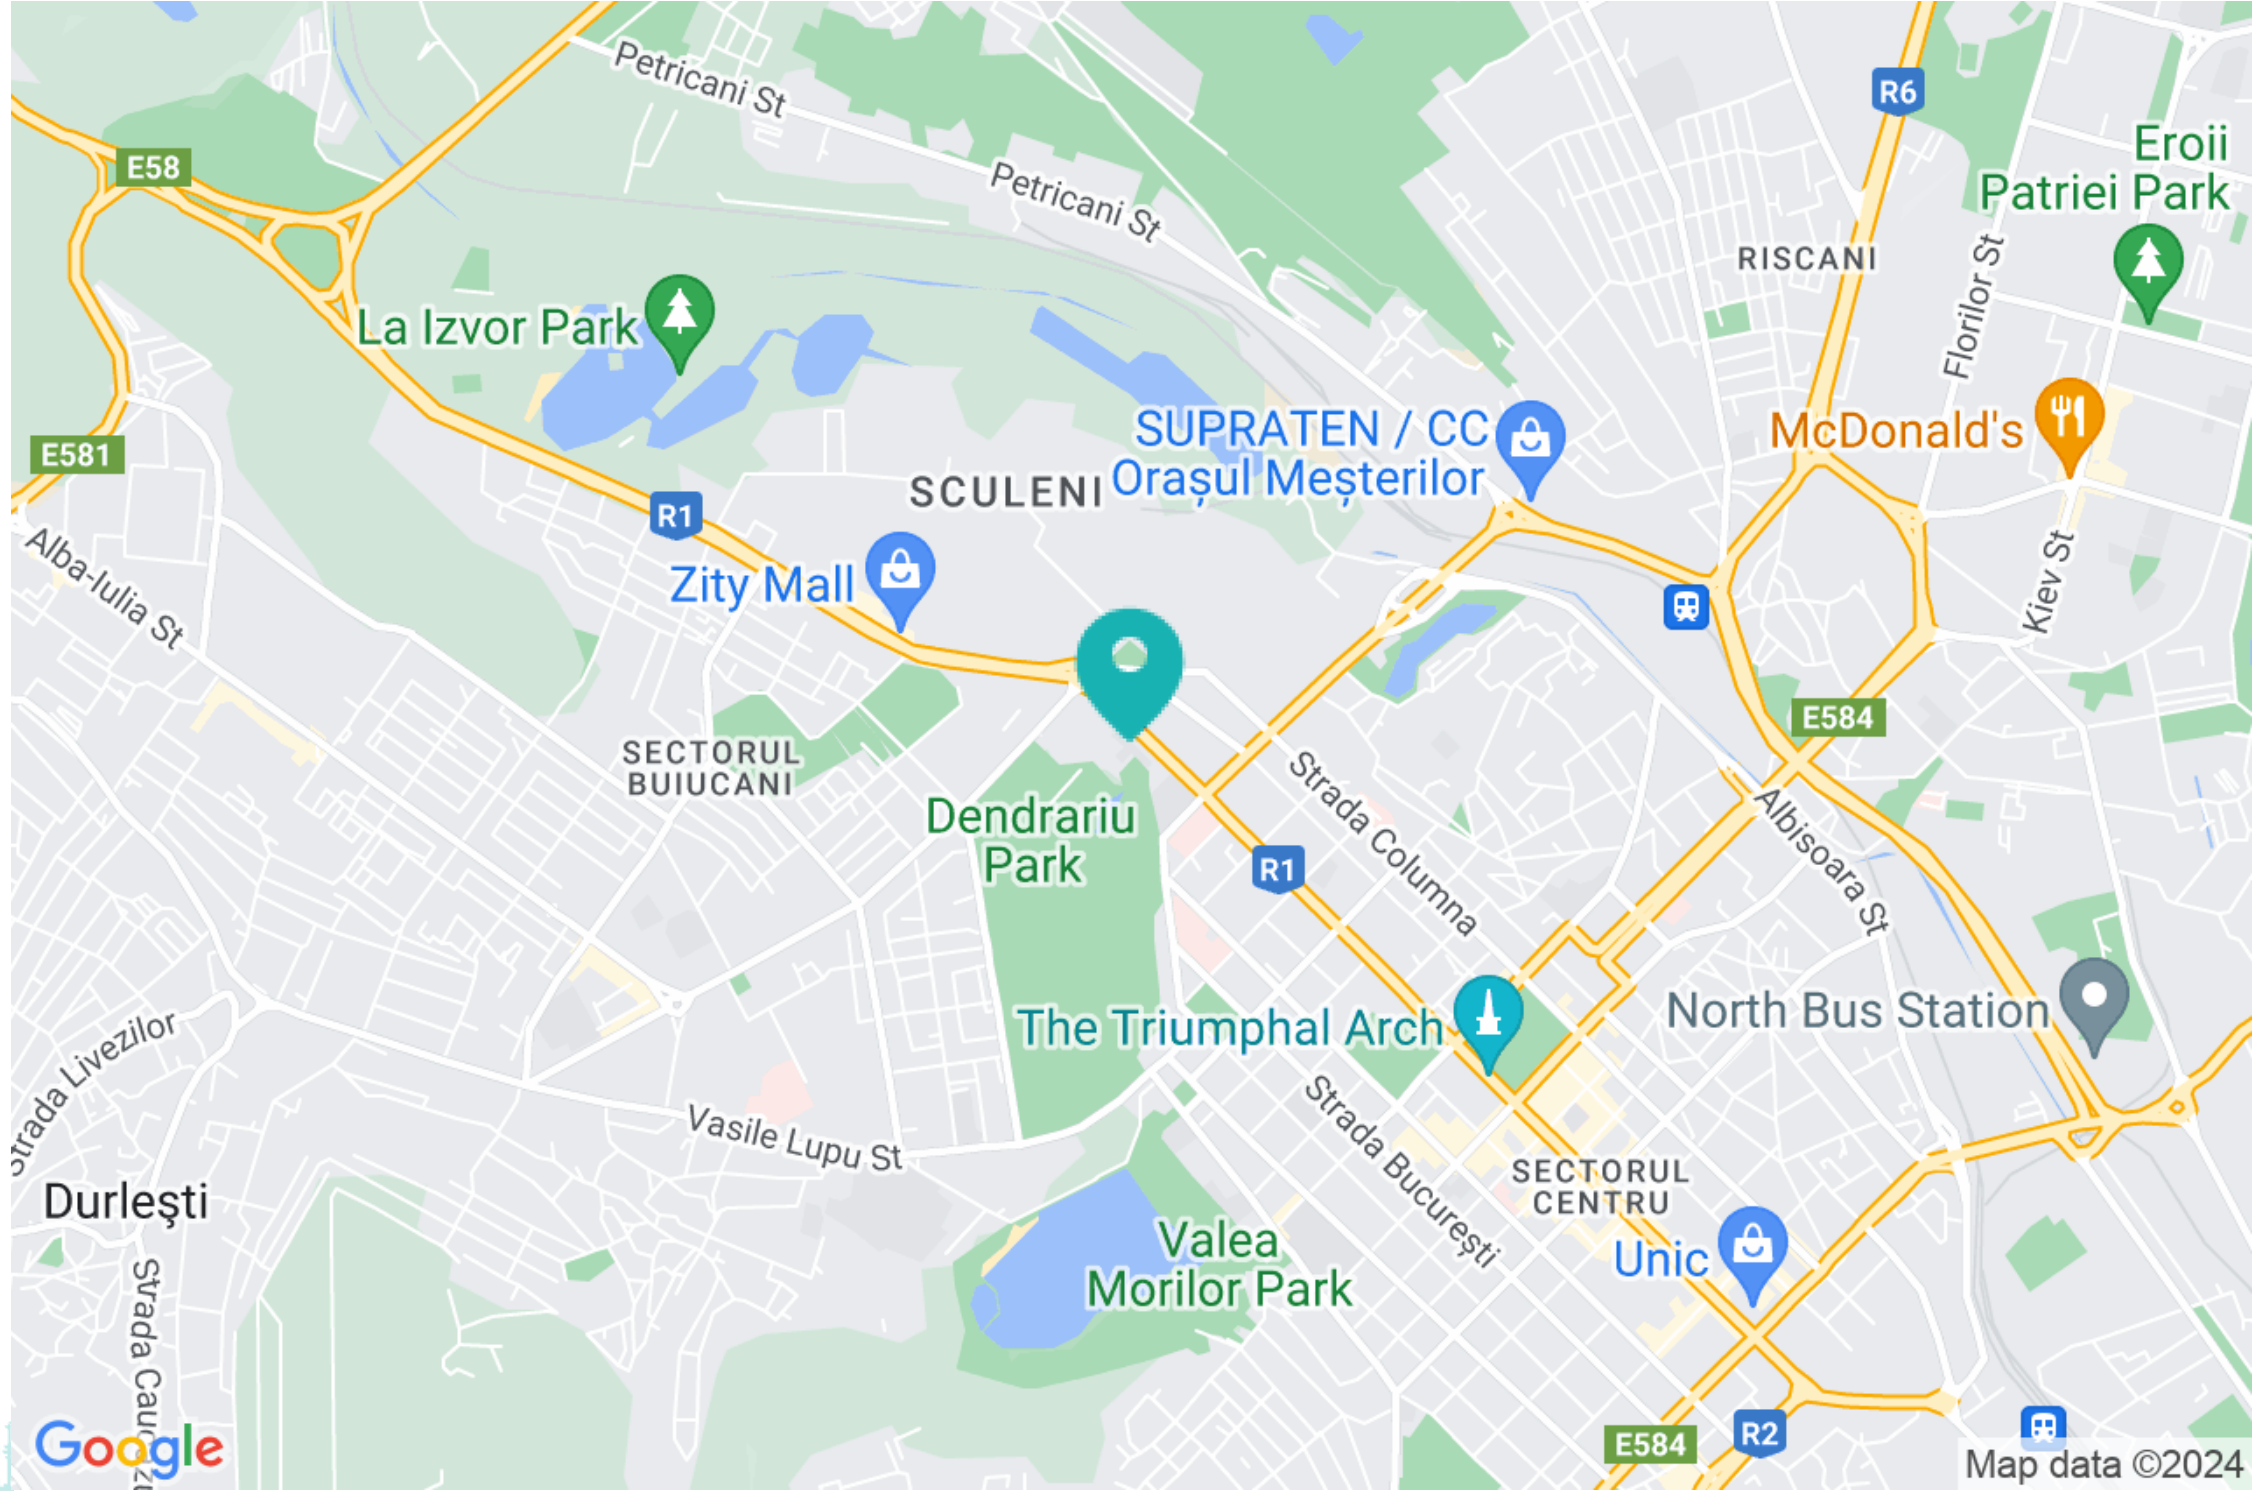 Petricani St
R6
Eroii
Patriei Park
E58
Petricani St
RISCANI
Florilor St
La Izvor Park
SUPRATEN / CC
Orașul Meșterilor
McDonald's
E581
SCULENI
R1
Alba-Iulia St
Zity Mall
Kiev St
E584
SECTORUL
BUIUCANI
Strada Columna
Dendrariu
Park
R1
Albisoara St
North Bus Station
The Triumphal Arch
Strada Livezilor
Vasile Lupu St
Strada București
SECTORUL
CENTRU
Durleşti
Valea
Morilor Park
Unic
Strada Caucazu
Google
E584
R2
Map data ©2024